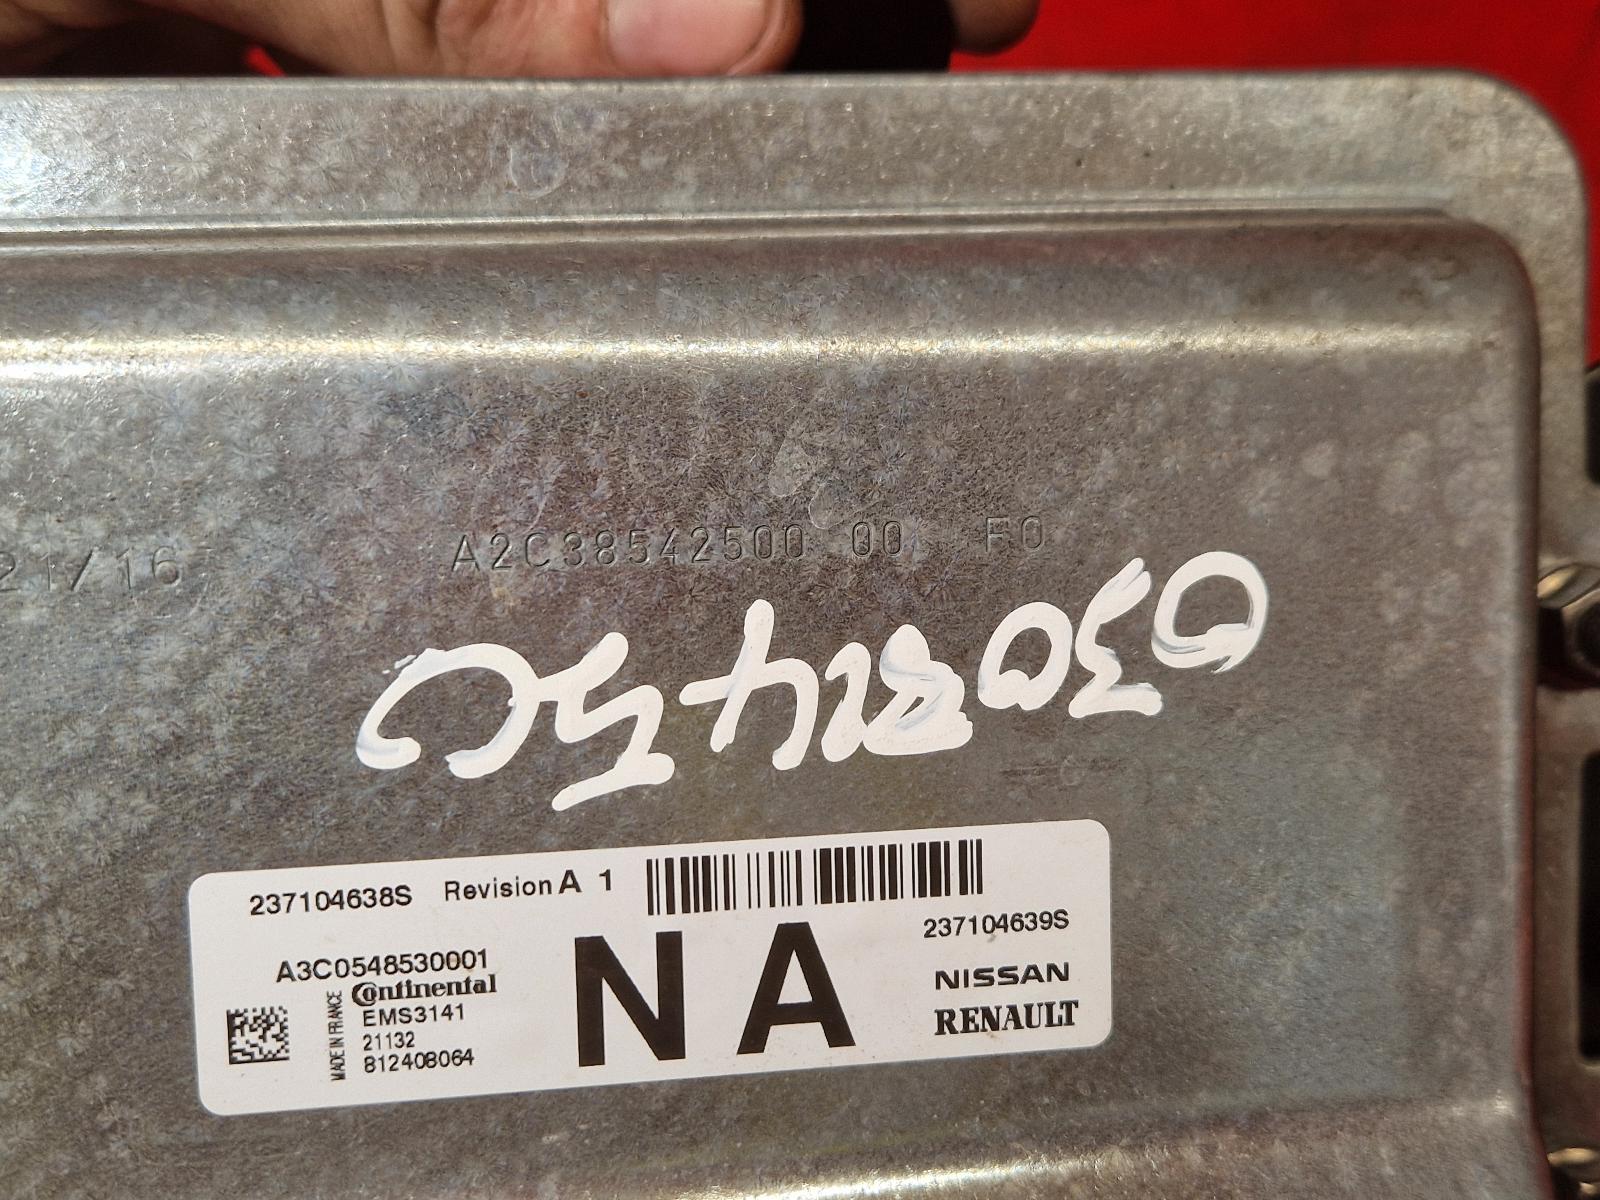 21/16 A2C38542500 00 F0
237104638S Revision A 1
A3C0548530001
Continental
MADE IN FRANCE
EMS3141
21132
812408064
NA
237104639S
NISSAN
RENAULT